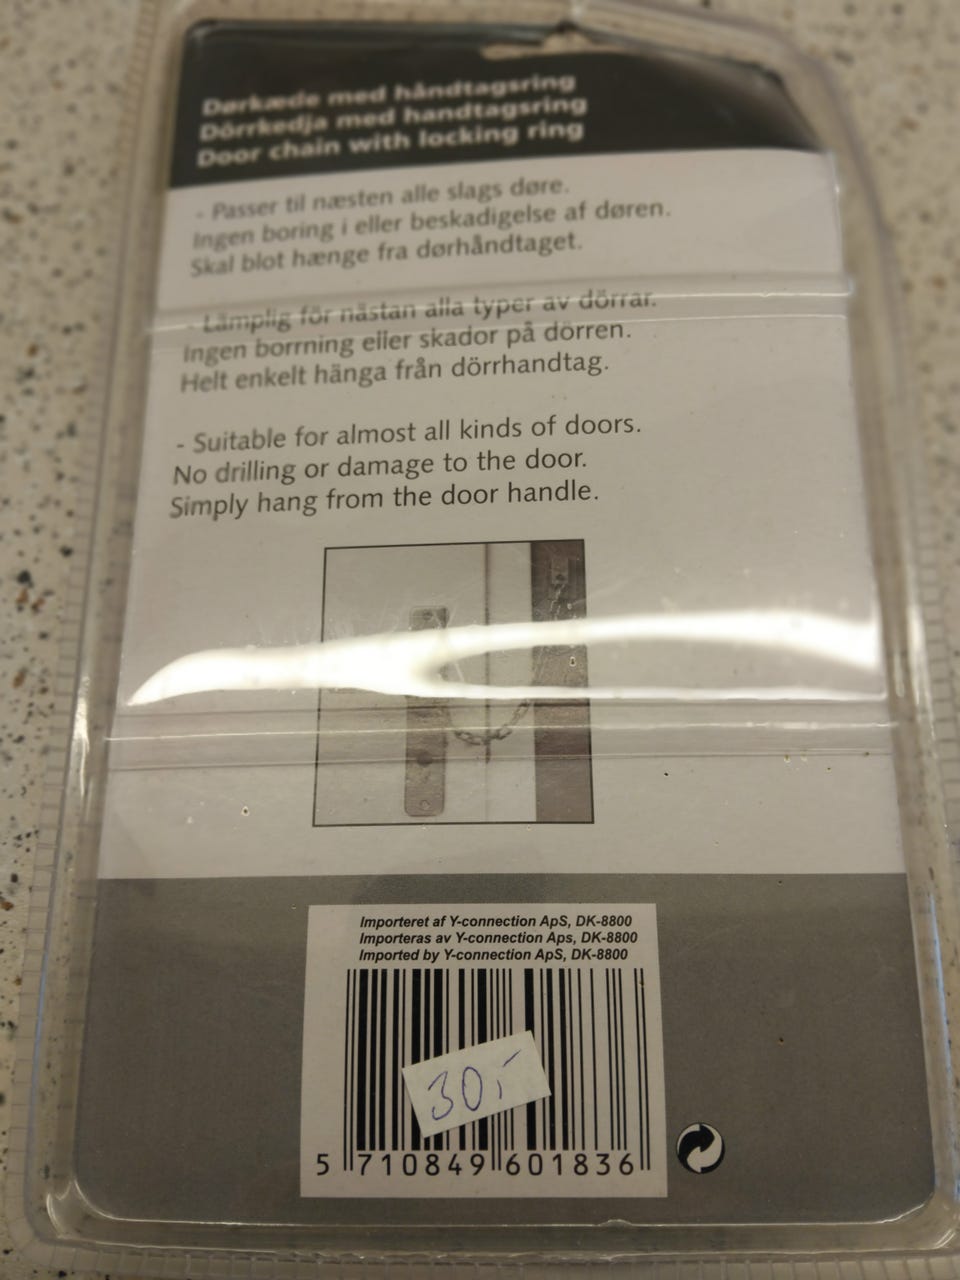 Dørkæde med håndtagsring
Dörrkedja med handtagsring
Door chain with locking ring
- Passer til næsten alle slags døre.
Ingen boring i eller beskadigelse af døren.
Skal blot hænge fra dørhåndtaget.
- Lämplig för nästan alla typer av dörrar.
Ingen borrning eller skador på dörren.
Helt enkelt hänga från dörrhandtag.
- Suitable for almost all kinds of doors.
No drilling or damage to the door.
Simply hang from the door handle.
Importeret af Y-connection ApS, DK-8800
Importeras av Y-connection Aps, DK-8800
Imported by Y-connection ApS, DK-8800
30,-
5 710849 601836